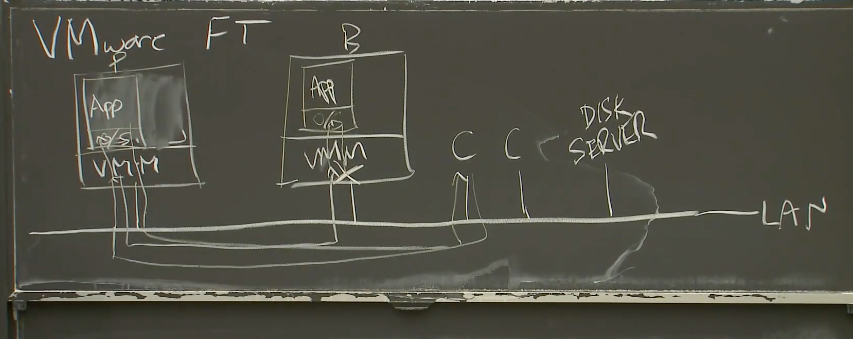 VMware FT
P
App
O/S
VMM
B
App
O/S
VMM
C C
DISK
SERVER
LAN